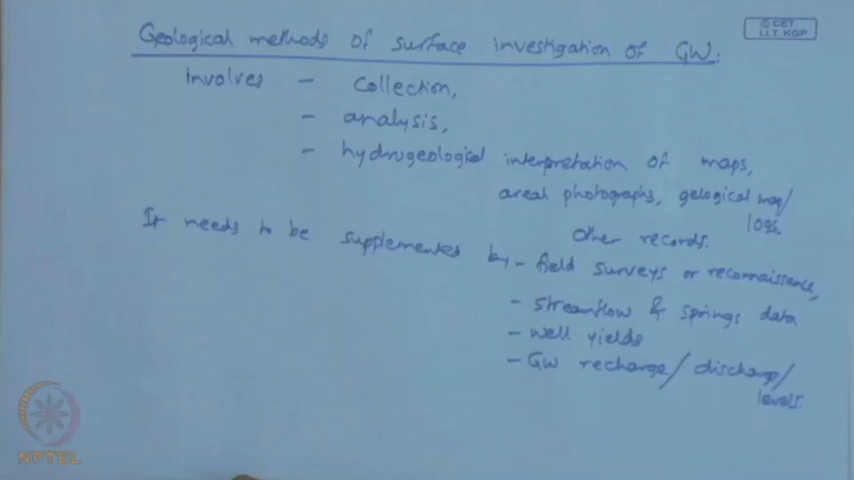 © CET
I.I.T. KGP
Geological methods of surface investigation of GW.
involves - collection,
- analysis,
- hydrogeological interpretation of maps,
areal photographs, gelological map/
logs,
other records.
It needs to be supplemented by - field surveys or reconnaissence,
- streamflow & springs data
- well yields
- GW recharge/discharge/
levels.
NPTEL